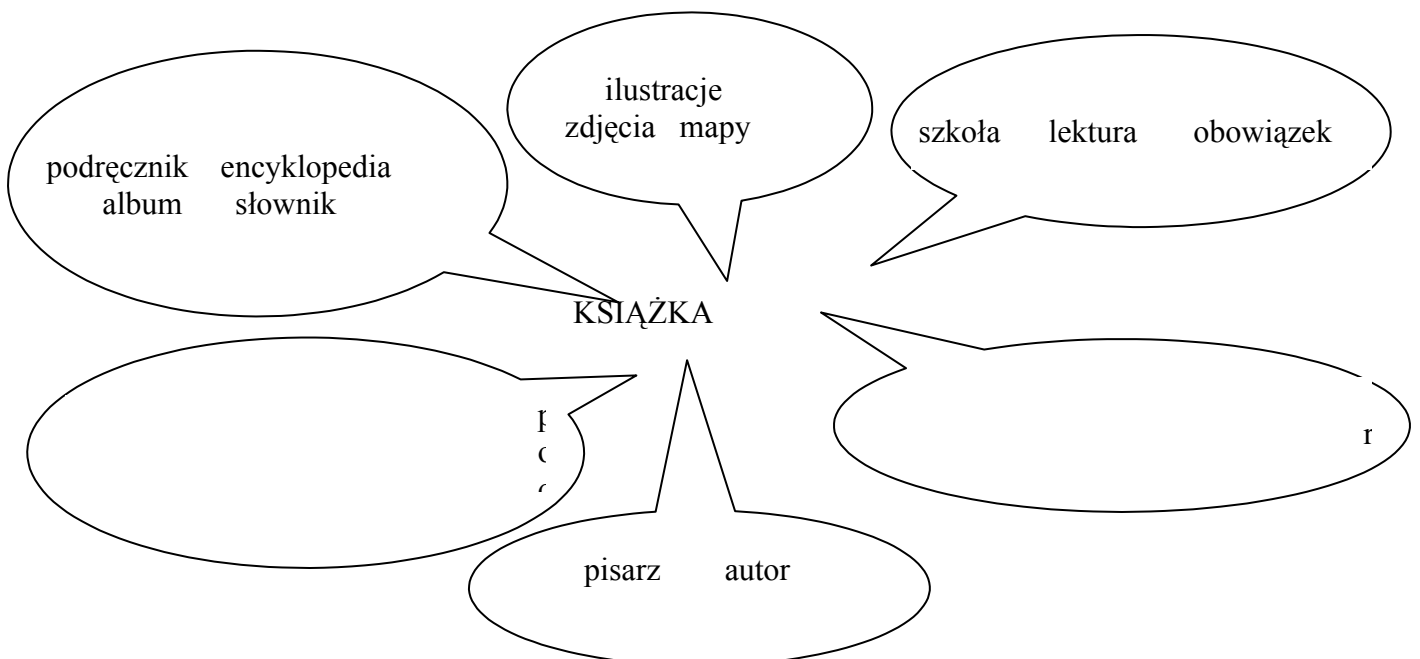 ilustracje
zdjęcia mapy
szkoła lektura obowiązek
podręcznik encyklopedia
album słownik
KSIĄŻKA
pisarz autor